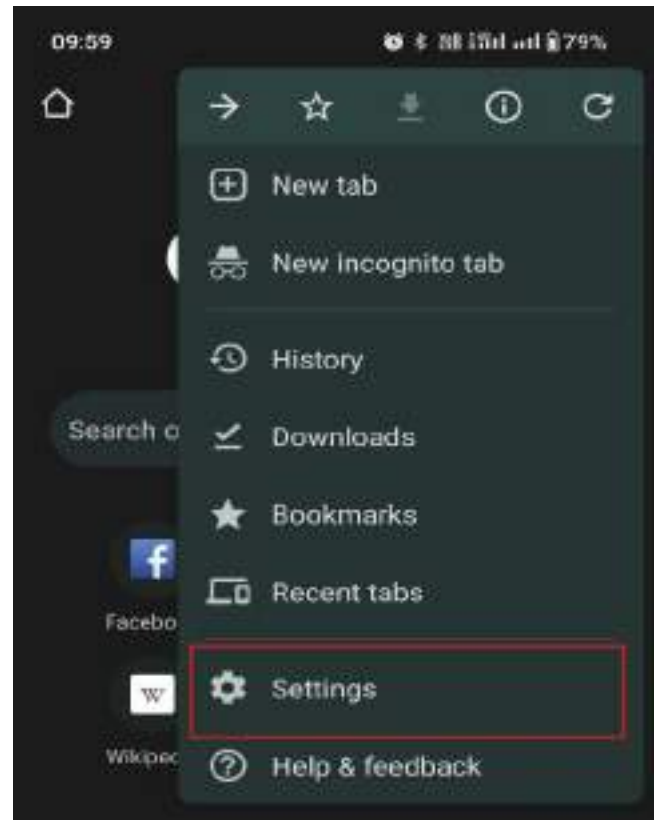 09:59
79%
New tab
New incognito tab
History
Search o
Downloads
Bookmarks
f
Recent tabs
Facebo
W
Settings
Wikipec
Help & feedback